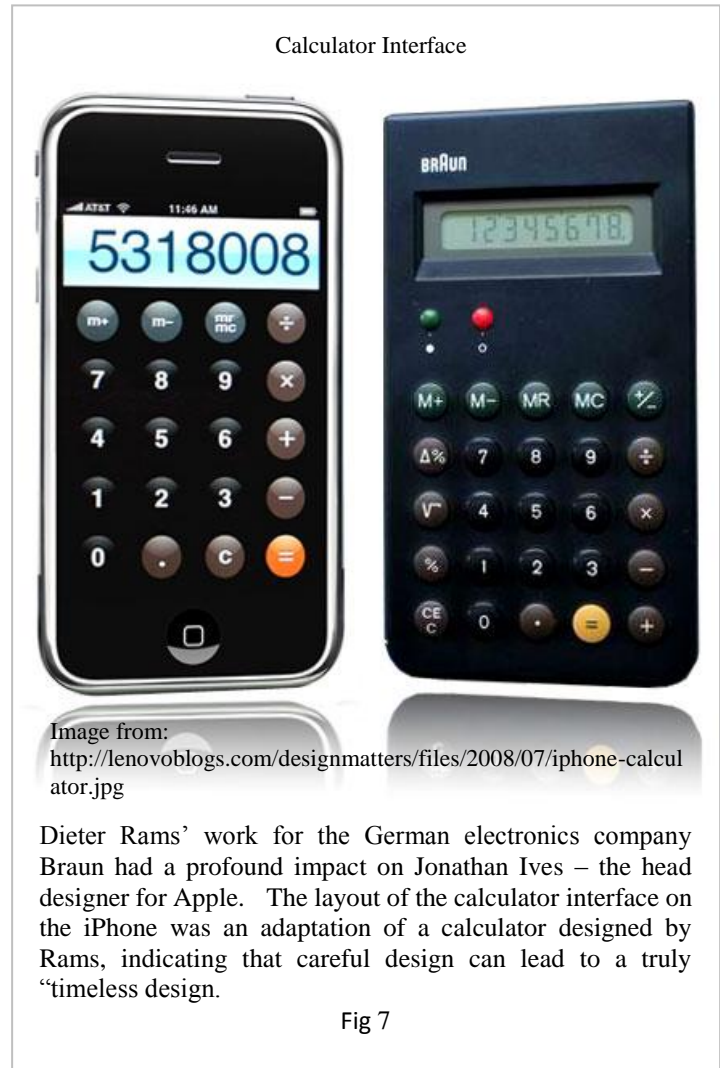 Calculator Interface
AT&T 11:46 AM
5318008
m+ m- mr mc ÷
7 8 9 ×
4 5 6 +
1 2 3 −
0 . c =
BRAUN
12345678.
M+ M- MR MC +/−
Δ% 7 8 9 ÷
√ 4 5 6 ×
% 1 2 3 −
CE C 0 · = +
Image from:
http://lenovoblogs.com/designmatters/files/2008/07/iphone-calcul
ator.jpg
Dieter Rams’ work for the German electronics company
Braun had a profound impact on Jonathan Ives – the head
designer for Apple. The layout of the calculator interface on
the iPhone was an adaptation of a calculator designed by
Rams, indicating that careful design can lead to a truly
“timeless design.
Fig 7